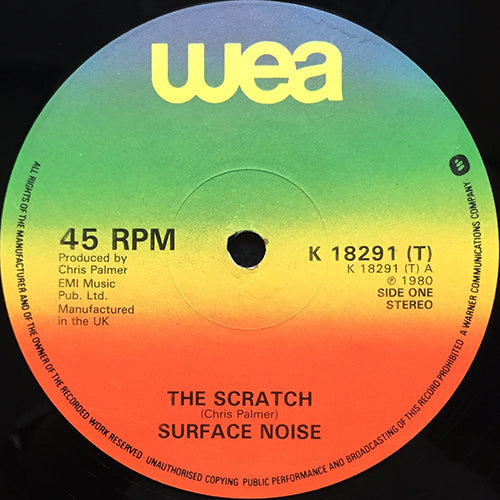 wea
45 RPM
Produced by
Chris Palmer
EMI Music
Pub. Ltd.
Manufactured
in the UK
K 18291 (T)
K 18291 (T) A
℗ 1980
SIDE ONE
STEREO
THE SCRATCH
(Chris Palmer)
SURFACE NOISE
ALL RIGHTS OF THE MANUFACTURER AND OF THE OWNER OF THE RECORDED WORK RESERVED UNAUTHORISED COPYING PUBLIC PERFORMANCE AND BROADCASTING OF THIS RECORD PROHIBITED A WARNER COMMUNICATIONS COMPANY